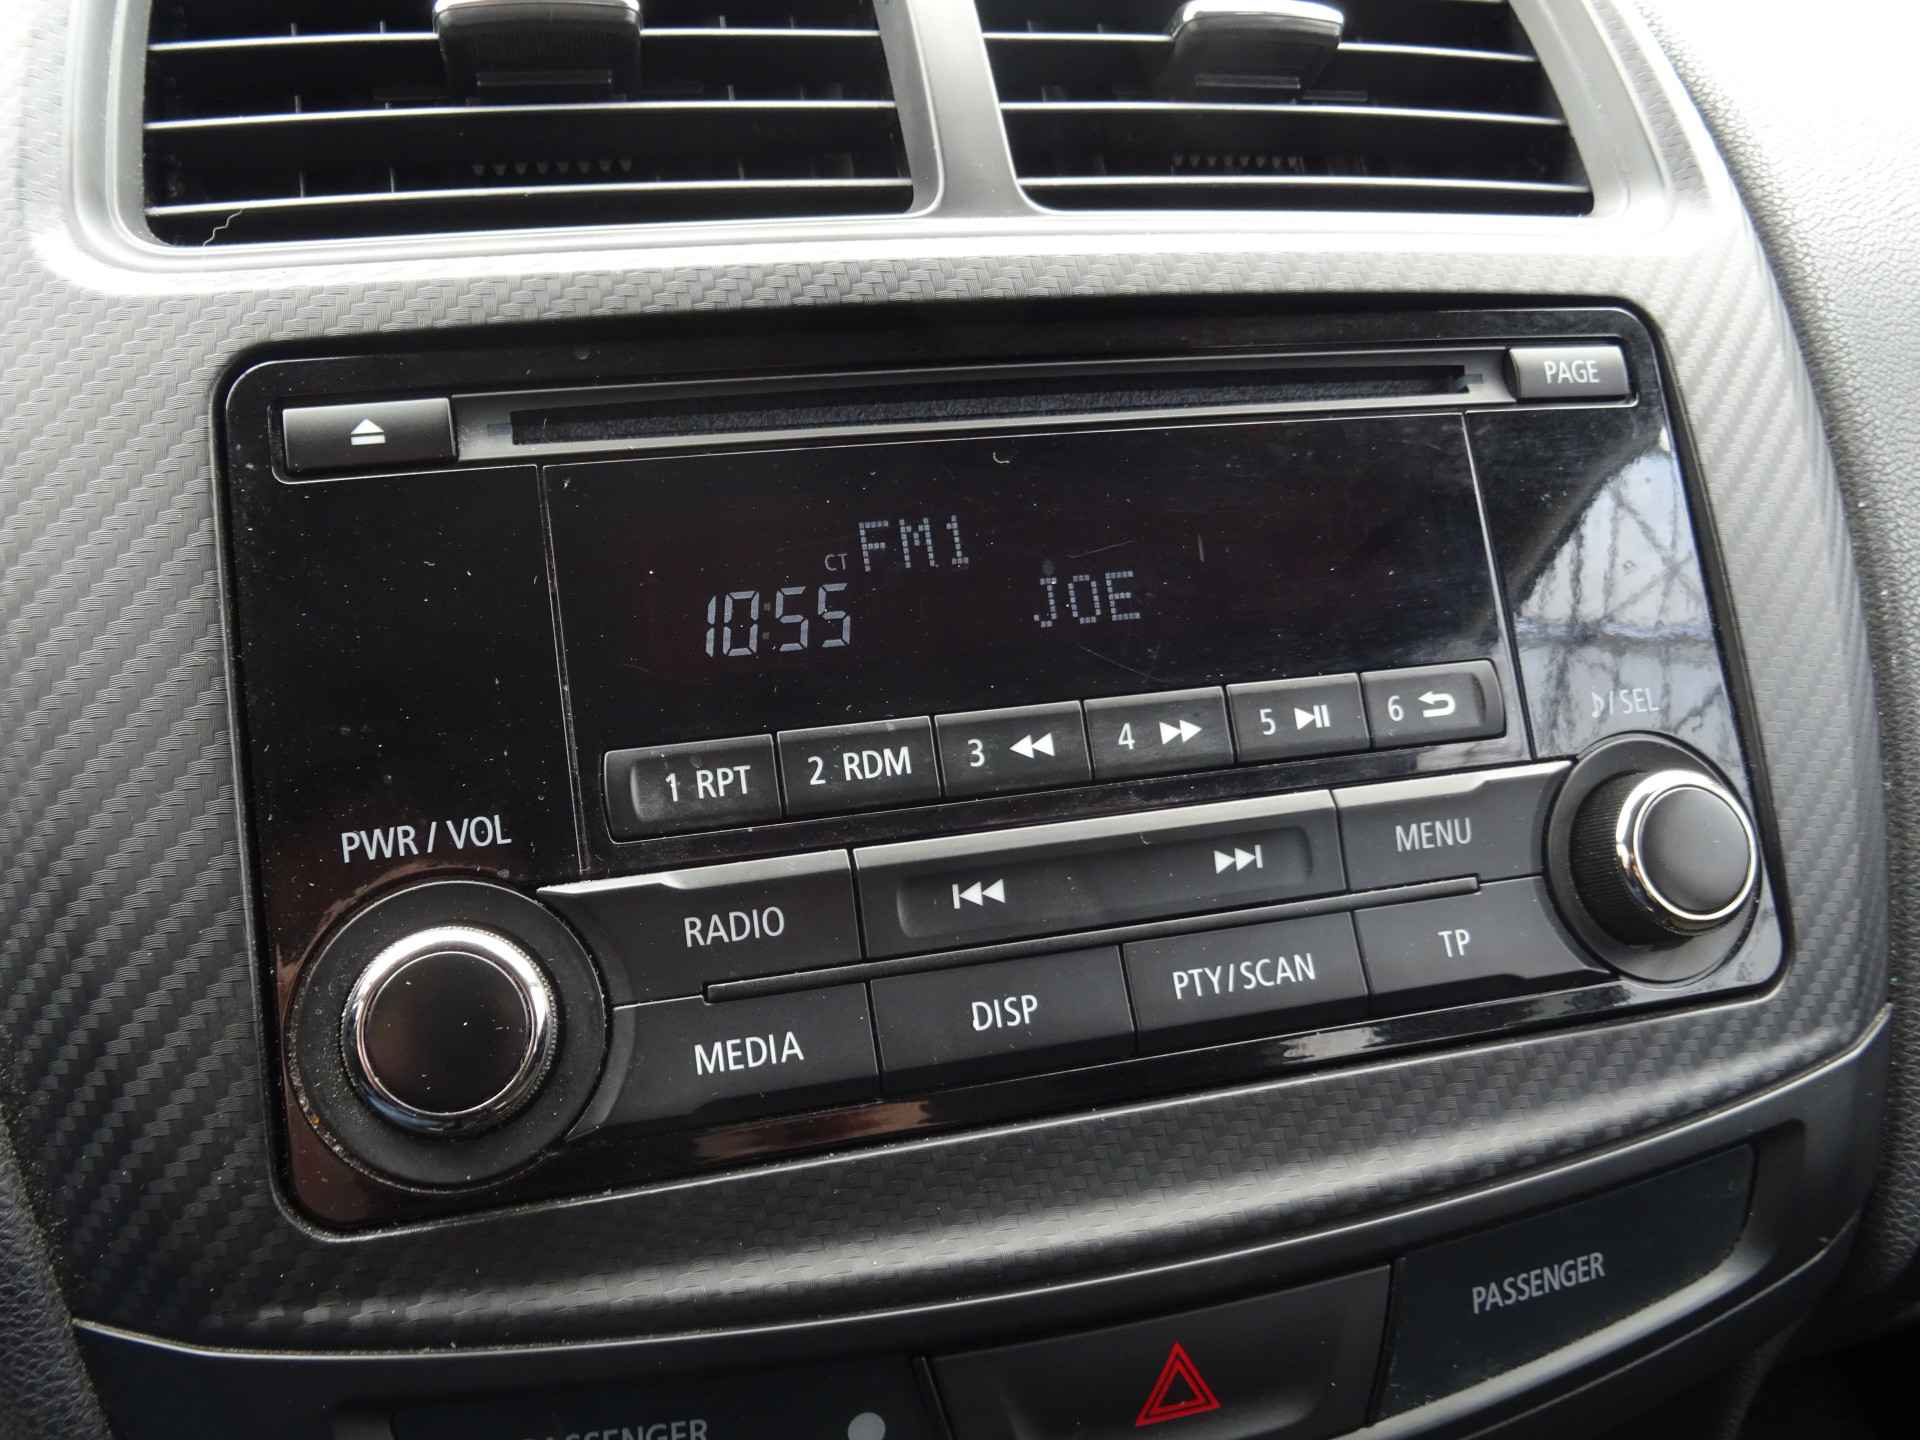 PAGE
CT FM1
10:55 JOE
♪/SEL
1 RPT 2 RDM 3 4 5 6
PWR / VOL
RADIO MENU
MEDIA DISP PTY/SCAN TP
PASSENGER
PASSENGER